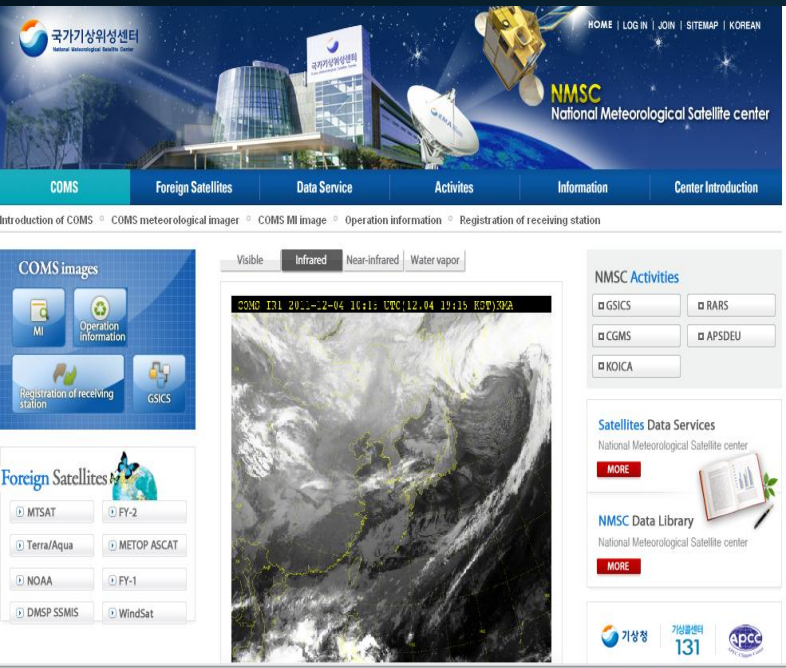 국가기상위성센터
National Meteorological Satellite Center
국가기상위성센터
HOME | LOG IN | JOIN | SITEMAP | KOREAN
KMA
NMSC
National Meteorological Satellite center
COMS
Foreign Satellites
Data Service
Activites
Information
Center Introduction
Introduction of COMS
COMS meteorological imager
COMS MI image
Operation information
Registration of receiving station
COMS images
MI
Operation
information
Registration of receiving
station
GSICS
Visible
Infrared
Near-infrared
Water vapor
COMS IR1 2011-12-04 10:15 UTC(12.04 19:15 KST)KMA
NMSC Activities
GSICS
RARS
CGMS
APSDEU
KOICA
Satellites Data Services
National Meteorological Satellite center
MORE
NMSC Data Library
National Meteorological Satellite center
MORE
Foreign Satellites
MTSAT
FY-2
Terra/Aqua
METOP ASCAT
NOAA
FY-1
DMSP SSMIS
WindSat
기상청
기상콜센터
131
APCC